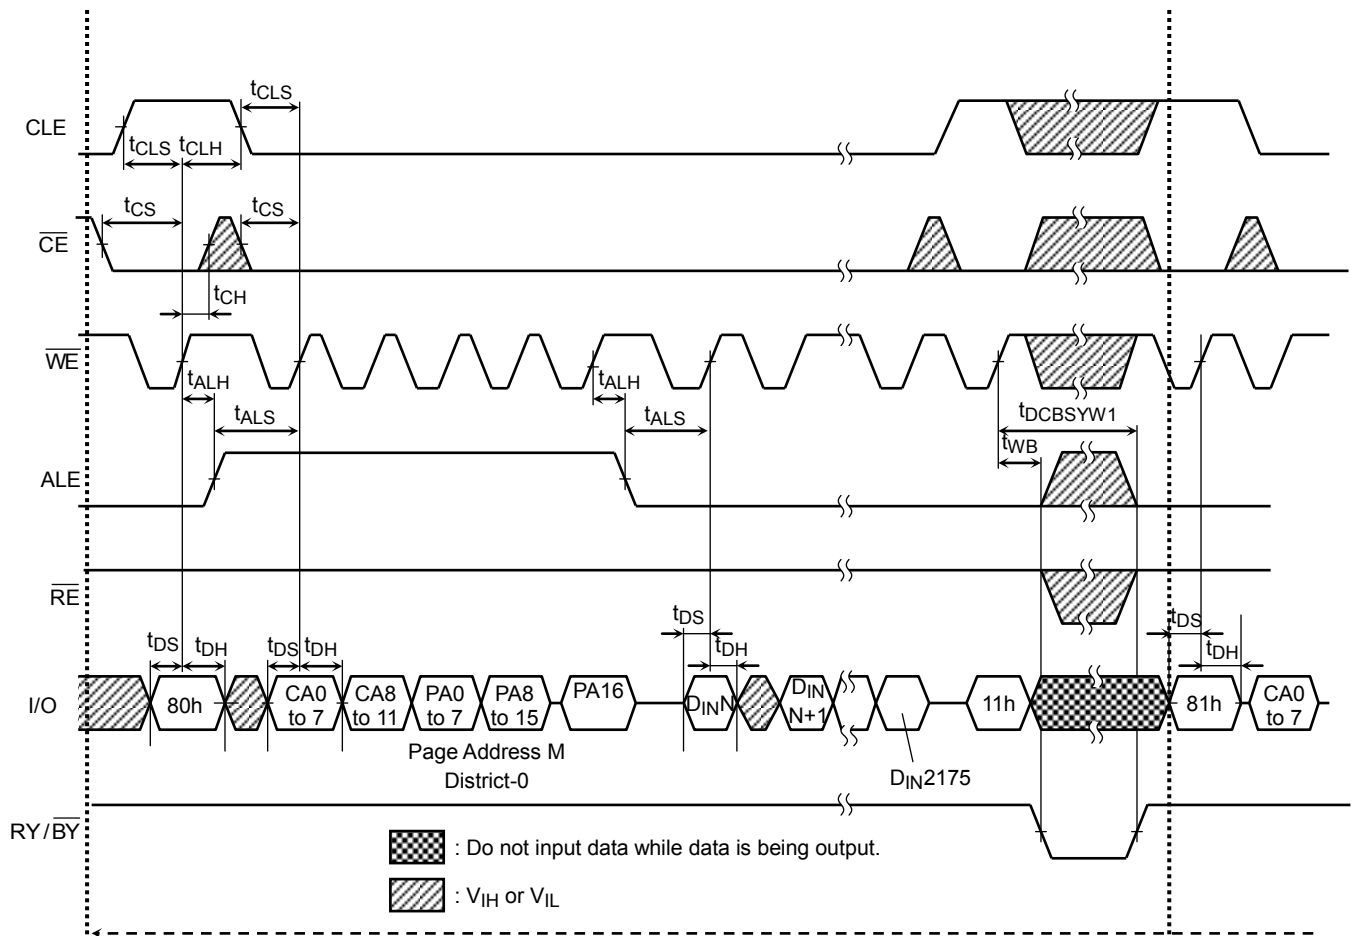 tCLS
CLE
tCLS tCLH
tCS tCS
CE
tCH
WE
tALH tALH
tALS tALS tDCBSYW1
tWB
ALE
RE
tDS tDH tDS tDH tDS tDH tDS tDH
I/O
80h
CA0 to 7
CA8 to 11
PA0 to 7
PA8 to 15
PA16
DINN
DIN N+1
11h
81h
CA0 to 7
Page Address M
District-0
DIN2175
RY/BY
: Do not input data while data is being output.
: VIH or VIL